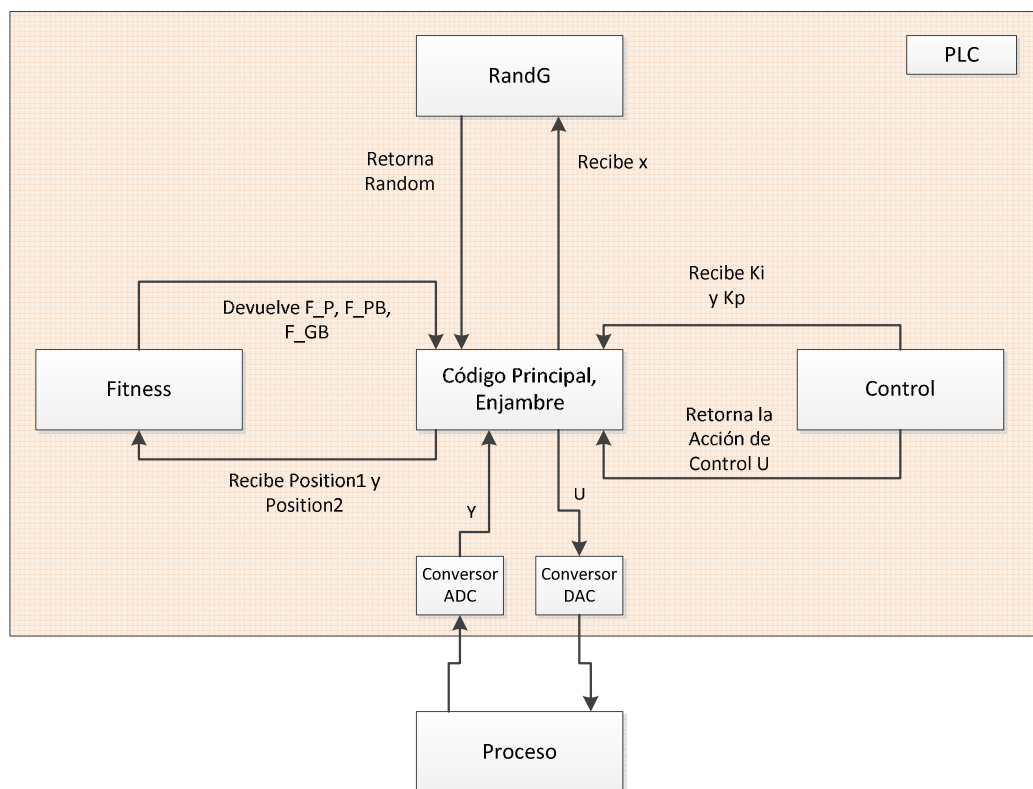 RandG
PLC
Retorna
Random
Recibe x
Recibe Ki
y Kp
Devuelve F_P, F_PB,
F_GB
Fitness
Código Principal,
Enjambre
Control
Retorna la
Acción de
Control U
Recibe Position1 y
Position2
Y
U
Conversor
ADC
Conversor
DAC
Proceso